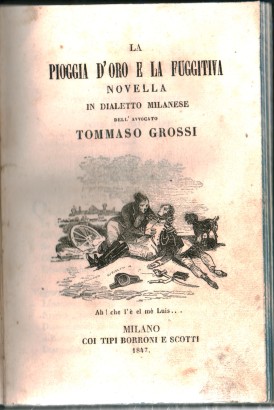 LA
PIOGGIA D'ORO E LA FUGGITIVA
NOVELLA
IN DIALETTO MILANESE
DELL' AVVOCATO
TOMMASO GROSSI
Ah! che l'è el mè Luis...
MILANO
COI TIPI BORRONI E SCOTTI
1847.